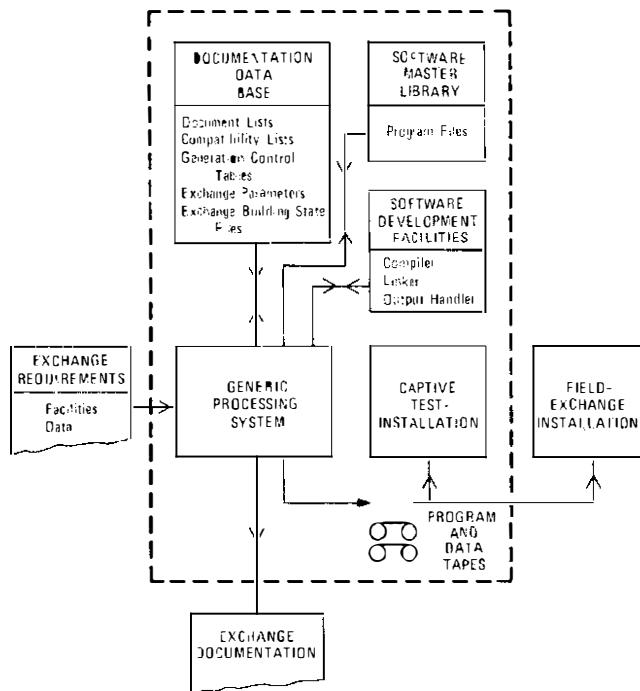 DOCUMENTATION
DATA
BASE
Document Lists
Compatibility Lists
Generation Control
Tables
Exchange Parameters
Exchange Building State
Files
SOFTWARE
MASTER
LIBRARY
Program Files
SOFTWARE
DEVELOPMENT
FACILITIES
Compiler
Linker
Output Handler
EXCHANGE
REQUIREMENTS
Facilities
Data
GENERIC
PROCESSING
SYSTEM
CAPTIVE
TEST-
INSTALLATION
FIELD-
EXCHANGE
INSTALLATION
PROGRAM
AND
DATA
TAPES
EXCHANGE
DOCUMENTATION